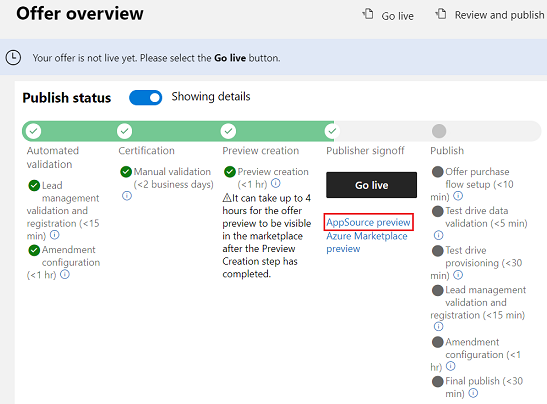 Offer overview
Go live
Review and publish
Your offer is not live yet. Please select the Go live button.
Publish status
Showing details
Automated
validation
Lead
management
validation and
registration (<15
min)
Amendment
configuration
(<1 hr)
Certification
Manual validation
(<2 business days)
Preview creation
Preview creation
(<1 hr)
⚠It can take up to 4
hours for the offer
preview to be visible
in the marketplace
after the Preview
Creation step has
completed.
Publisher signoff
Go live
AppSource preview
Azure Marketplace
preview
Publish
Offer purchase
flow setup (<10
min)
Test drive data
validation (<5 min)
Test drive
provisioning (<30
min)
Lead management
validation and
registration (<15 min)
Amendment
configuration (<1
hr)
Final publish (<30
min)